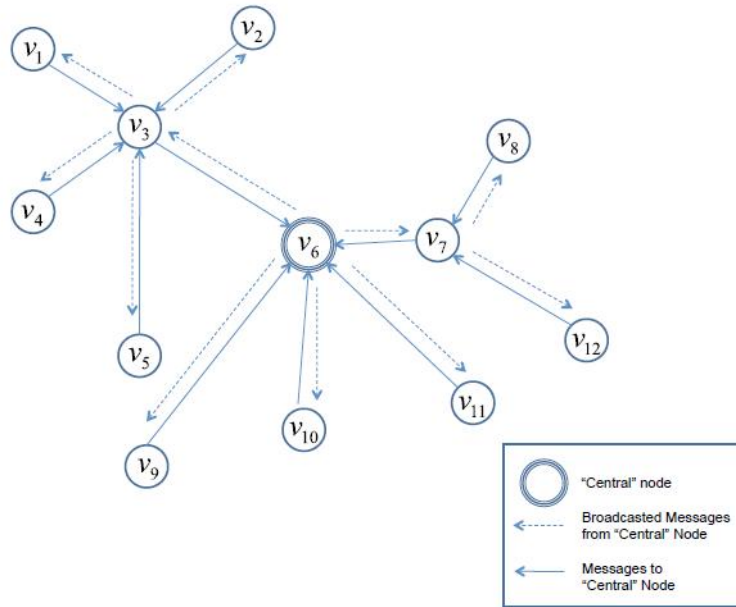 v1
v2
v3
v4
v5
v6
v7
v8
v9
v10
v11
v12
“Central” node
Broadcasted Messages
from “Central” Node
Messages to
“Central” Node